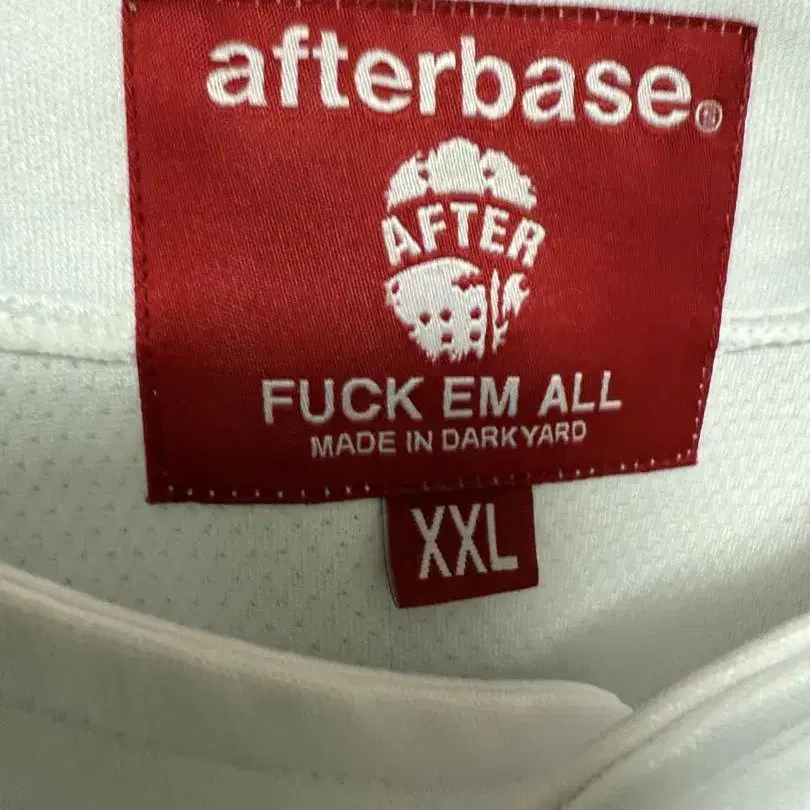 afterbase®
AFTER
FUCK EM ALL
MADE IN DARKYARD
XXL